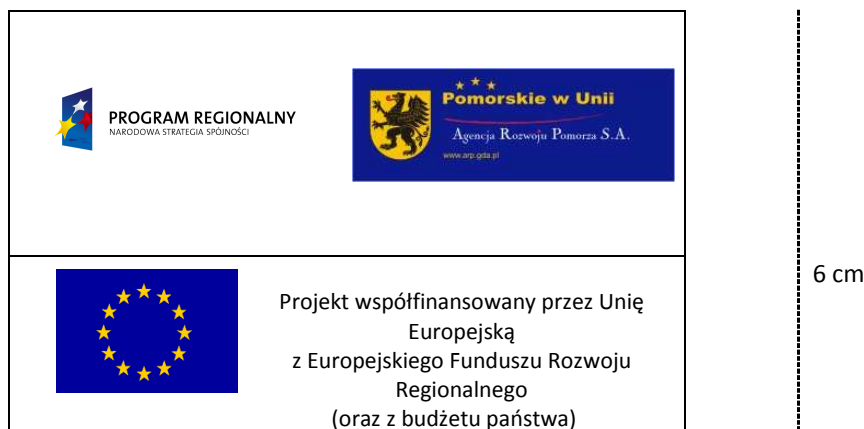 PROGRAM REGIONALNY
NARODOWA STRATEGIA SPÓJNOŚCI
Pomorskie w Unii
Agencja Rozwoju Pomorza S.A.
www.arp.gda.pl
6 cm
Projekt współfinansowany przez Unię
Europejską
z Europejskiego Funduszu Rozwoju
Regionalnego
(oraz z budżetu państwa)